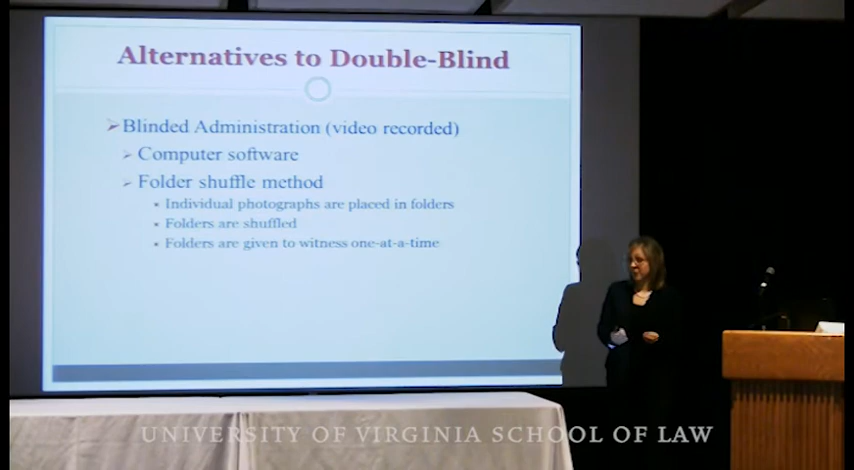 Alternatives to Double-Blind
➢Blinded Administration (video recorded)
➢ Computer software
➢ Folder shuffle method
▪ Individual photographs are placed in folders
▪ Folders are shuffled
▪ Folders are given to witness one-at-a-time
UNIVERSITY OF VIRGINIA SCHOOL OF LAW